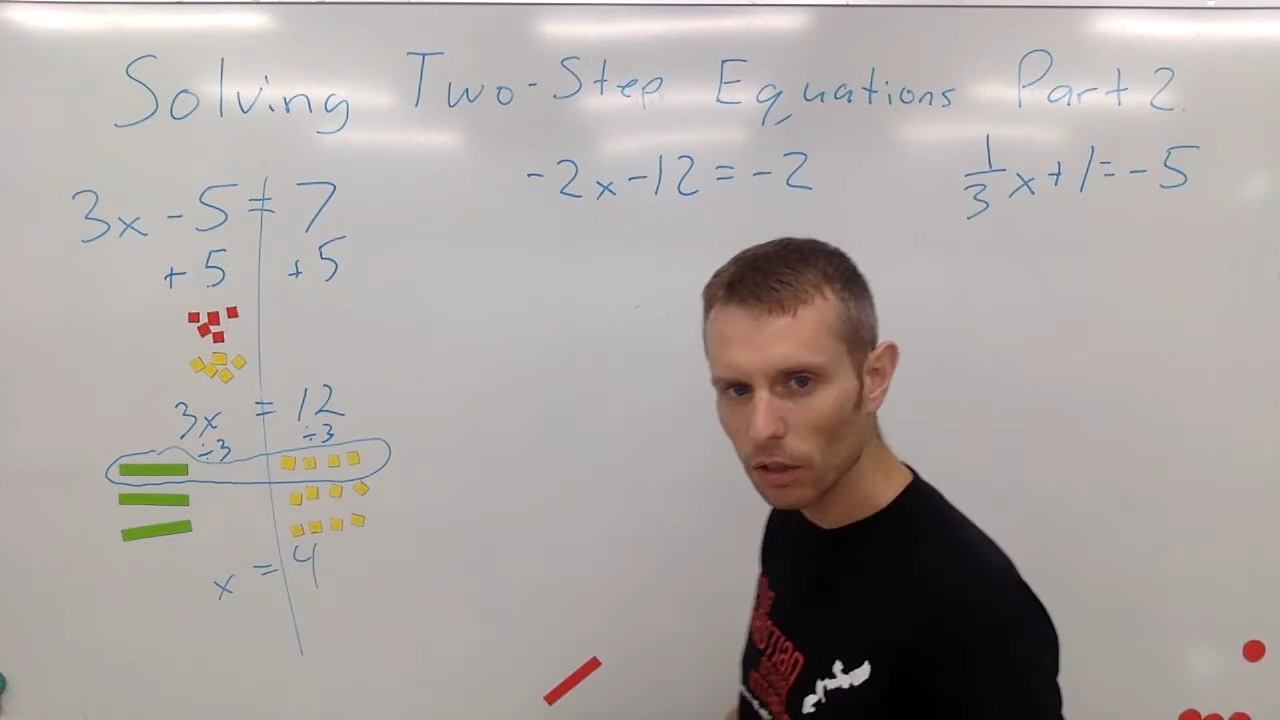 Solving Two-Step Equations Part 2
3x - 5 = 7
+ 5 + 5
3x = 12
÷3 ÷3
x = 4
-2x - 12 = -2
1/3 x + 1 = -5